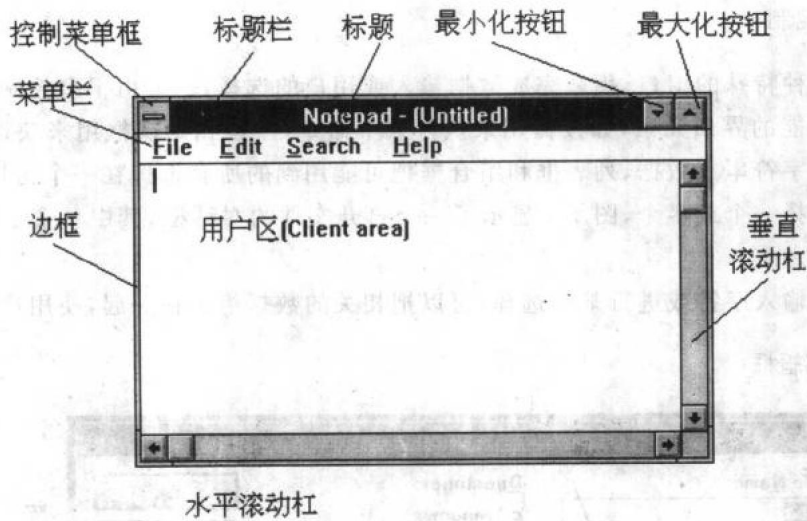 控制菜单框 标题栏 标题 最小化按钮 最大化按钮
菜单栏
Notepad - (Untitled)
File Edit Search Help
用户区(Client area)
边框
垂直
滚动杠
水平滚动杠